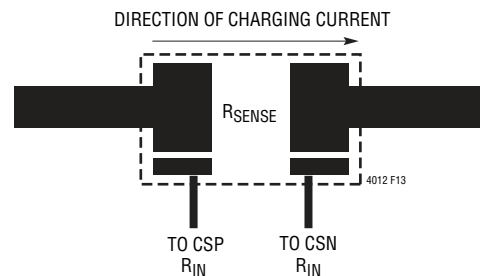 DIRECTION OF CHARGING CURRENT
RSENSE
4012 F13
TO CSP
RIN
TO CSN
RIN